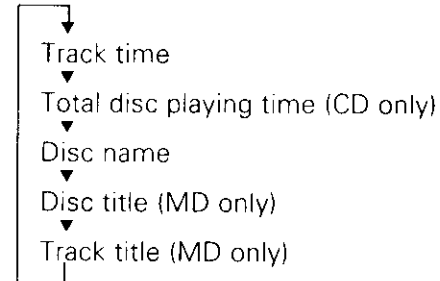 Track time
Total disc playing time (CD only)
Disc name
Disc title (MD only)
Track title (MD only)